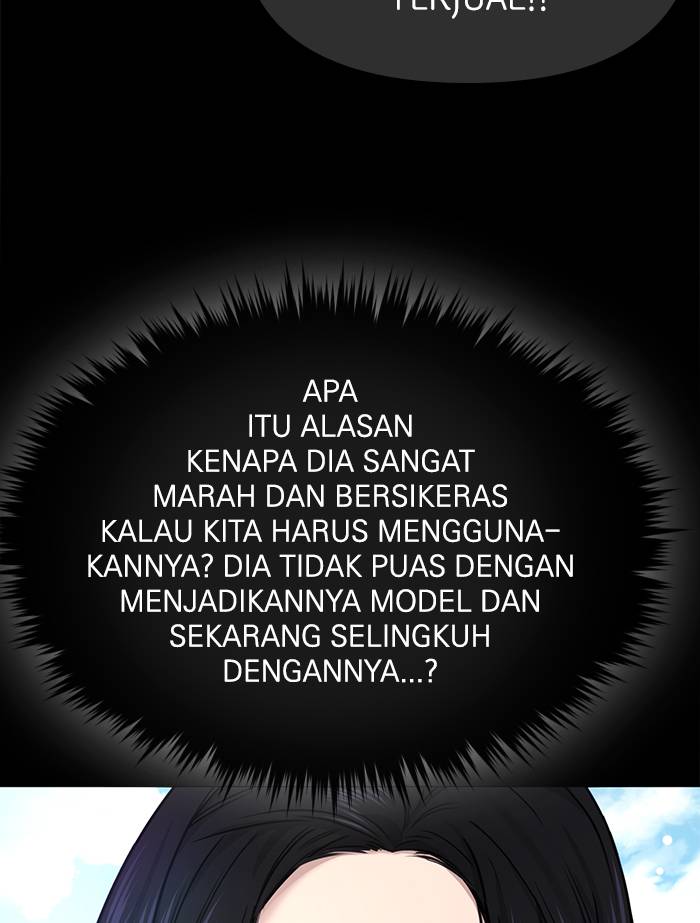 TERJUAL!!
APA
ITU ALASAN
KENAPA DIA SANGAT
MARAH DAN BERSIKERAS
KALAU KITA HARUS MENGGUNA-
KANNYA? DIA TIDAK PUAS DENGAN
MENJADIKANNYA MODEL DAN
SEKARANG SELINGKUH
DENGANNYA...?